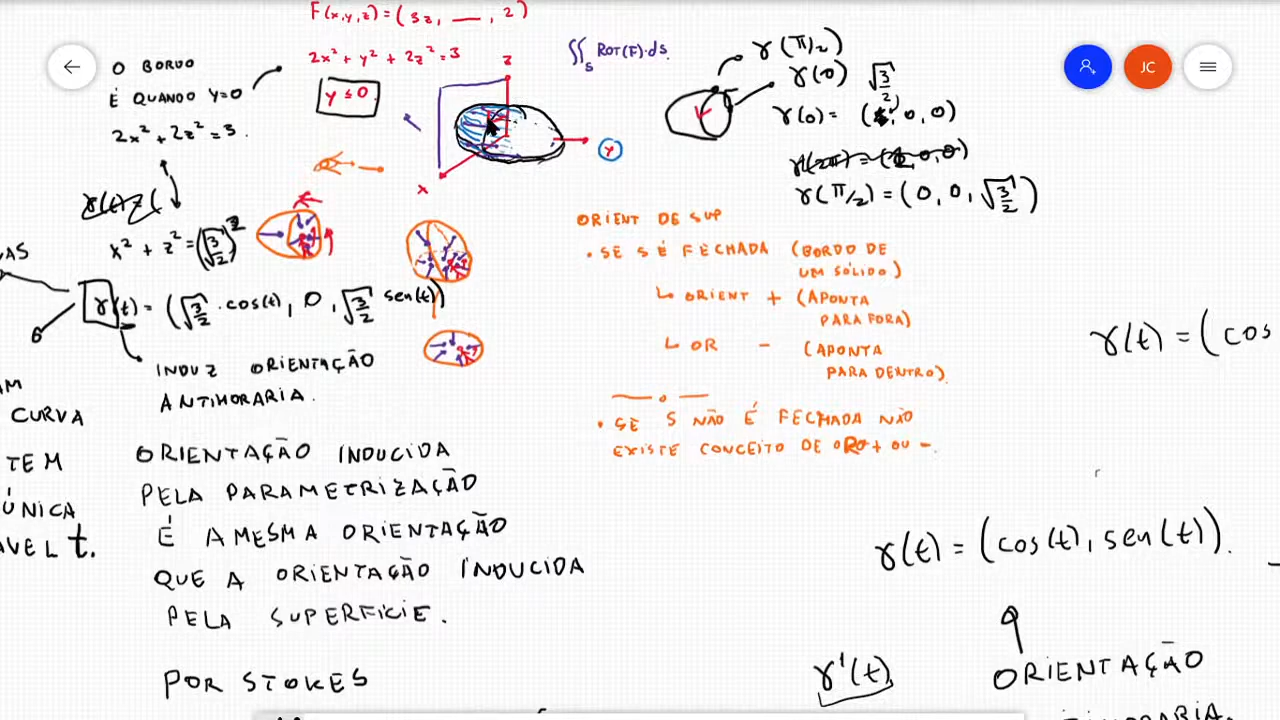 F(x,y,z) = (3z, __, 2)
2x² + y² + 2z² = 3
y ≤ 0
O BORDO
É QUANDO Y=0
2x² + 2z² = 3
x² + z² = (√3/2)²
γ(t) = (√3/2 · cos(t), 0, √3/2 sen(t))
6
INDUZ ORIENTAÇÃO
ANTIHORARIA.
ORIENTAÇÃO INDUCIDA
PELA PARAMETRIZAÇÃO
É A MESMA ORIENTAÇÃO
QUE A ORIENTAÇÃO INDUCIDA
PELA SUPERFICIE.
POR STOKES
CURVA
TEM
ÚNICA
t.
z
x
y
∬s ROT(F)·ds.
γ(π/2)
γ(0)
√3/2
γ(0) = ( , 0, 0)
γ(π/2) = (0, 0, √3/2)
ORIENT DE SUP
• SE S É FECHADA (BORDO DE
UM SÓLIDO)
↳ ORIENT + (APONTA
PARA FORA)
↳ OR - (APONTA
PARA DENTRO).
• SE S NÃO É FECHADA NÃO
EXISTE CONCEITO DE OR + OU -.
γ(t) = (cos
γ(t) = (cos(t), sen(t)).
γ'(t)
ORIENTAÇÃO
JC